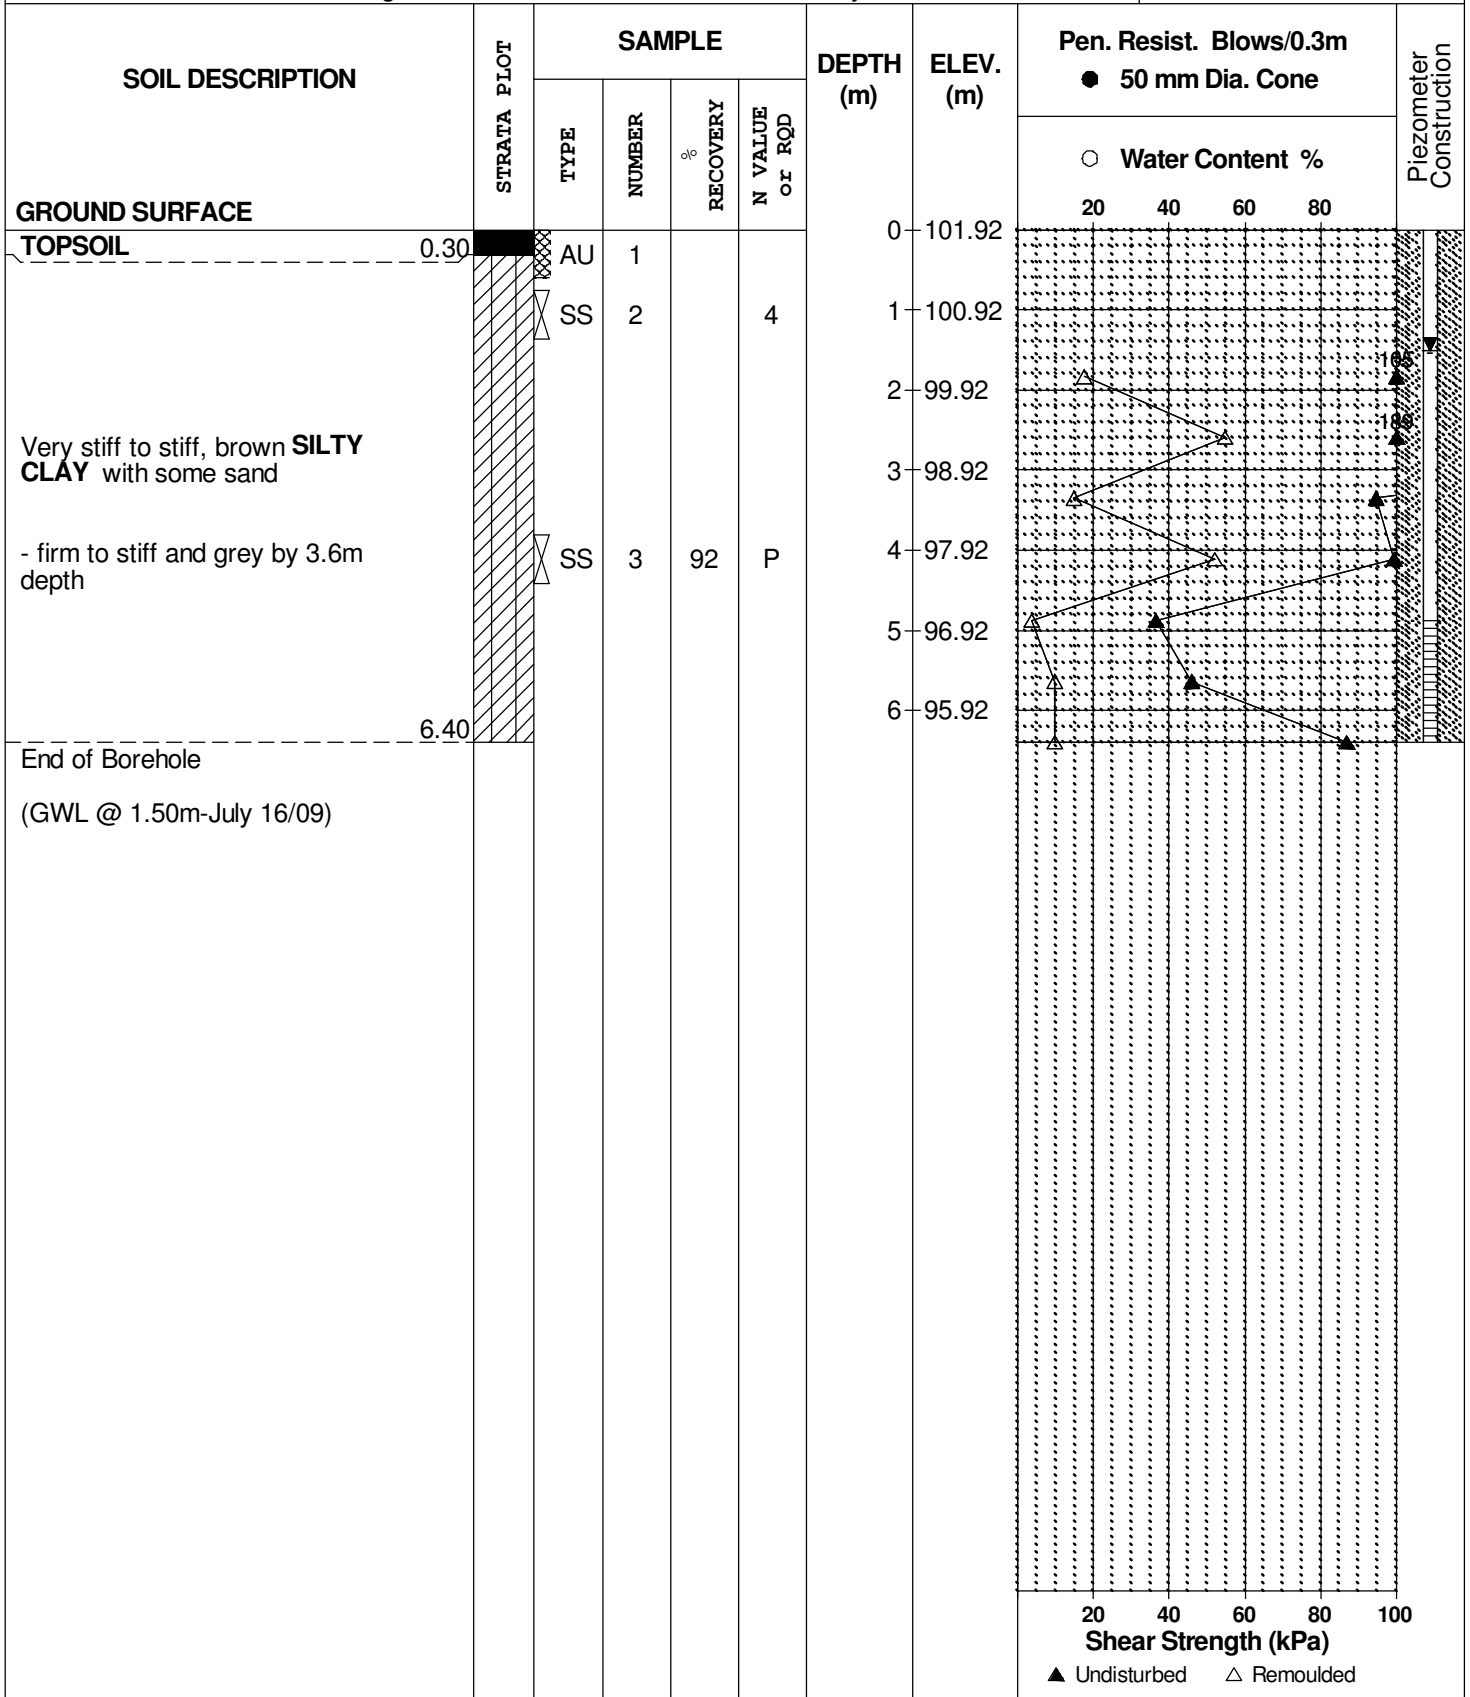 SOIL DESCRIPTION
GROUND SURFACE
STRATA PLOT
SAMPLE
TYPE
NUMBER
%
RECOVERY
N VALUE
or RQD
DEPTH
(m)
ELEV.
(m)
Pen. Resist. Blows/0.3m
● 50 mm Dia. Cone
○ Water Content %
20 40 60 80
Piezometer
Construction
TOPSOIL 0.30
AU 1
SS 2 4
0 101.92
1 100.92
2 99.92
3 98.92
4 97.92
5 96.92
6 95.92
189
Very stiff to stiff, brown SILTY
CLAY with some sand
- firm to stiff and grey by 3.6m
depth
SS 3 92 P
6.40
End of Borehole
(GWL @ 1.50m-July 16/09)
20 40 60 80 100
Shear Strength (kPa)
▲ Undisturbed △ Remoulded